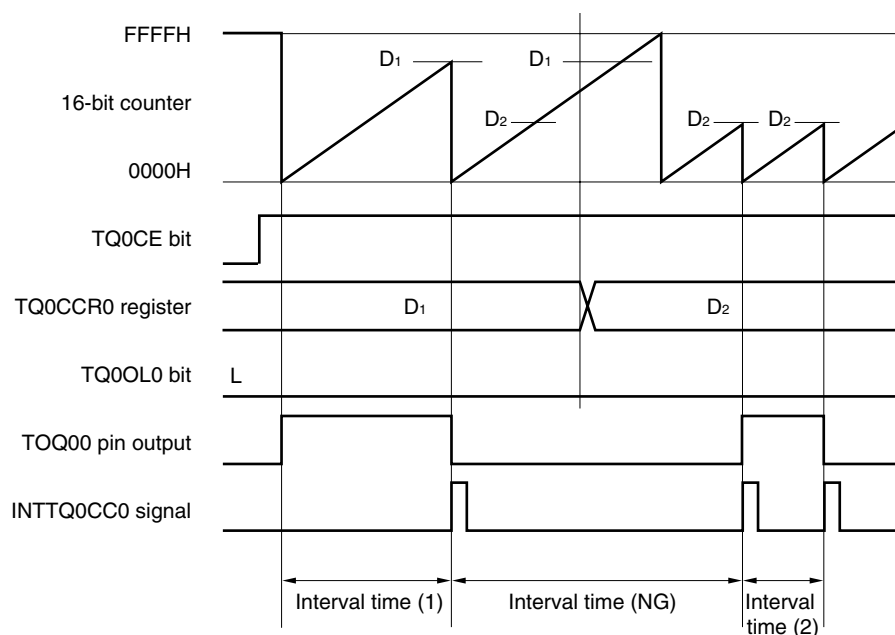 FFFFH
D1
D1
16-bit counter
D2
D2
D2
0000H
TQ0CE bit
TQ0CCR0 register
D1
D2
TQ0OL0 bit
L
TOQ00 pin output
INTTQ0CC0 signal
Interval time (1)
Interval time (NG)
Interval
time (2)